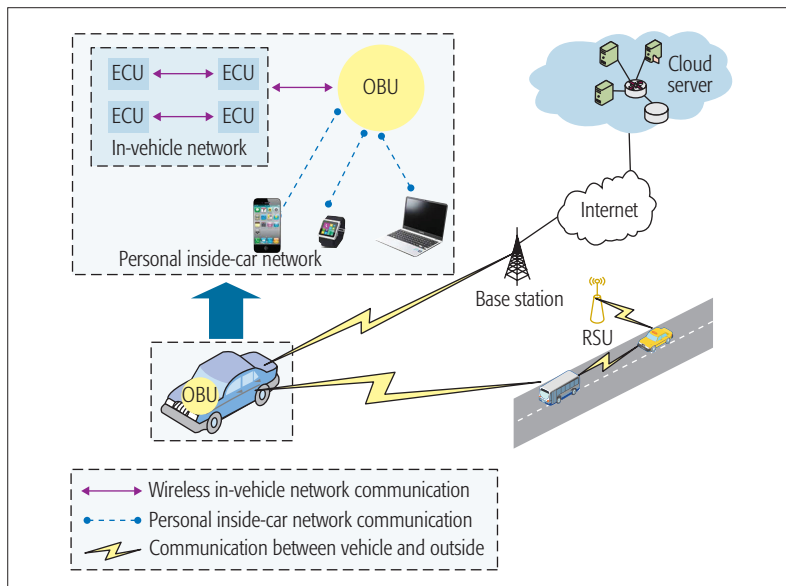 ECU
ECU
OBU
ECU
ECU
In-vehicle network
Personal inside-car network
Cloud
server
Internet
Base station
RSU
OBU
Wireless in-vehicle network communication
Personal inside-car network communication
Communication between vehicle and outside